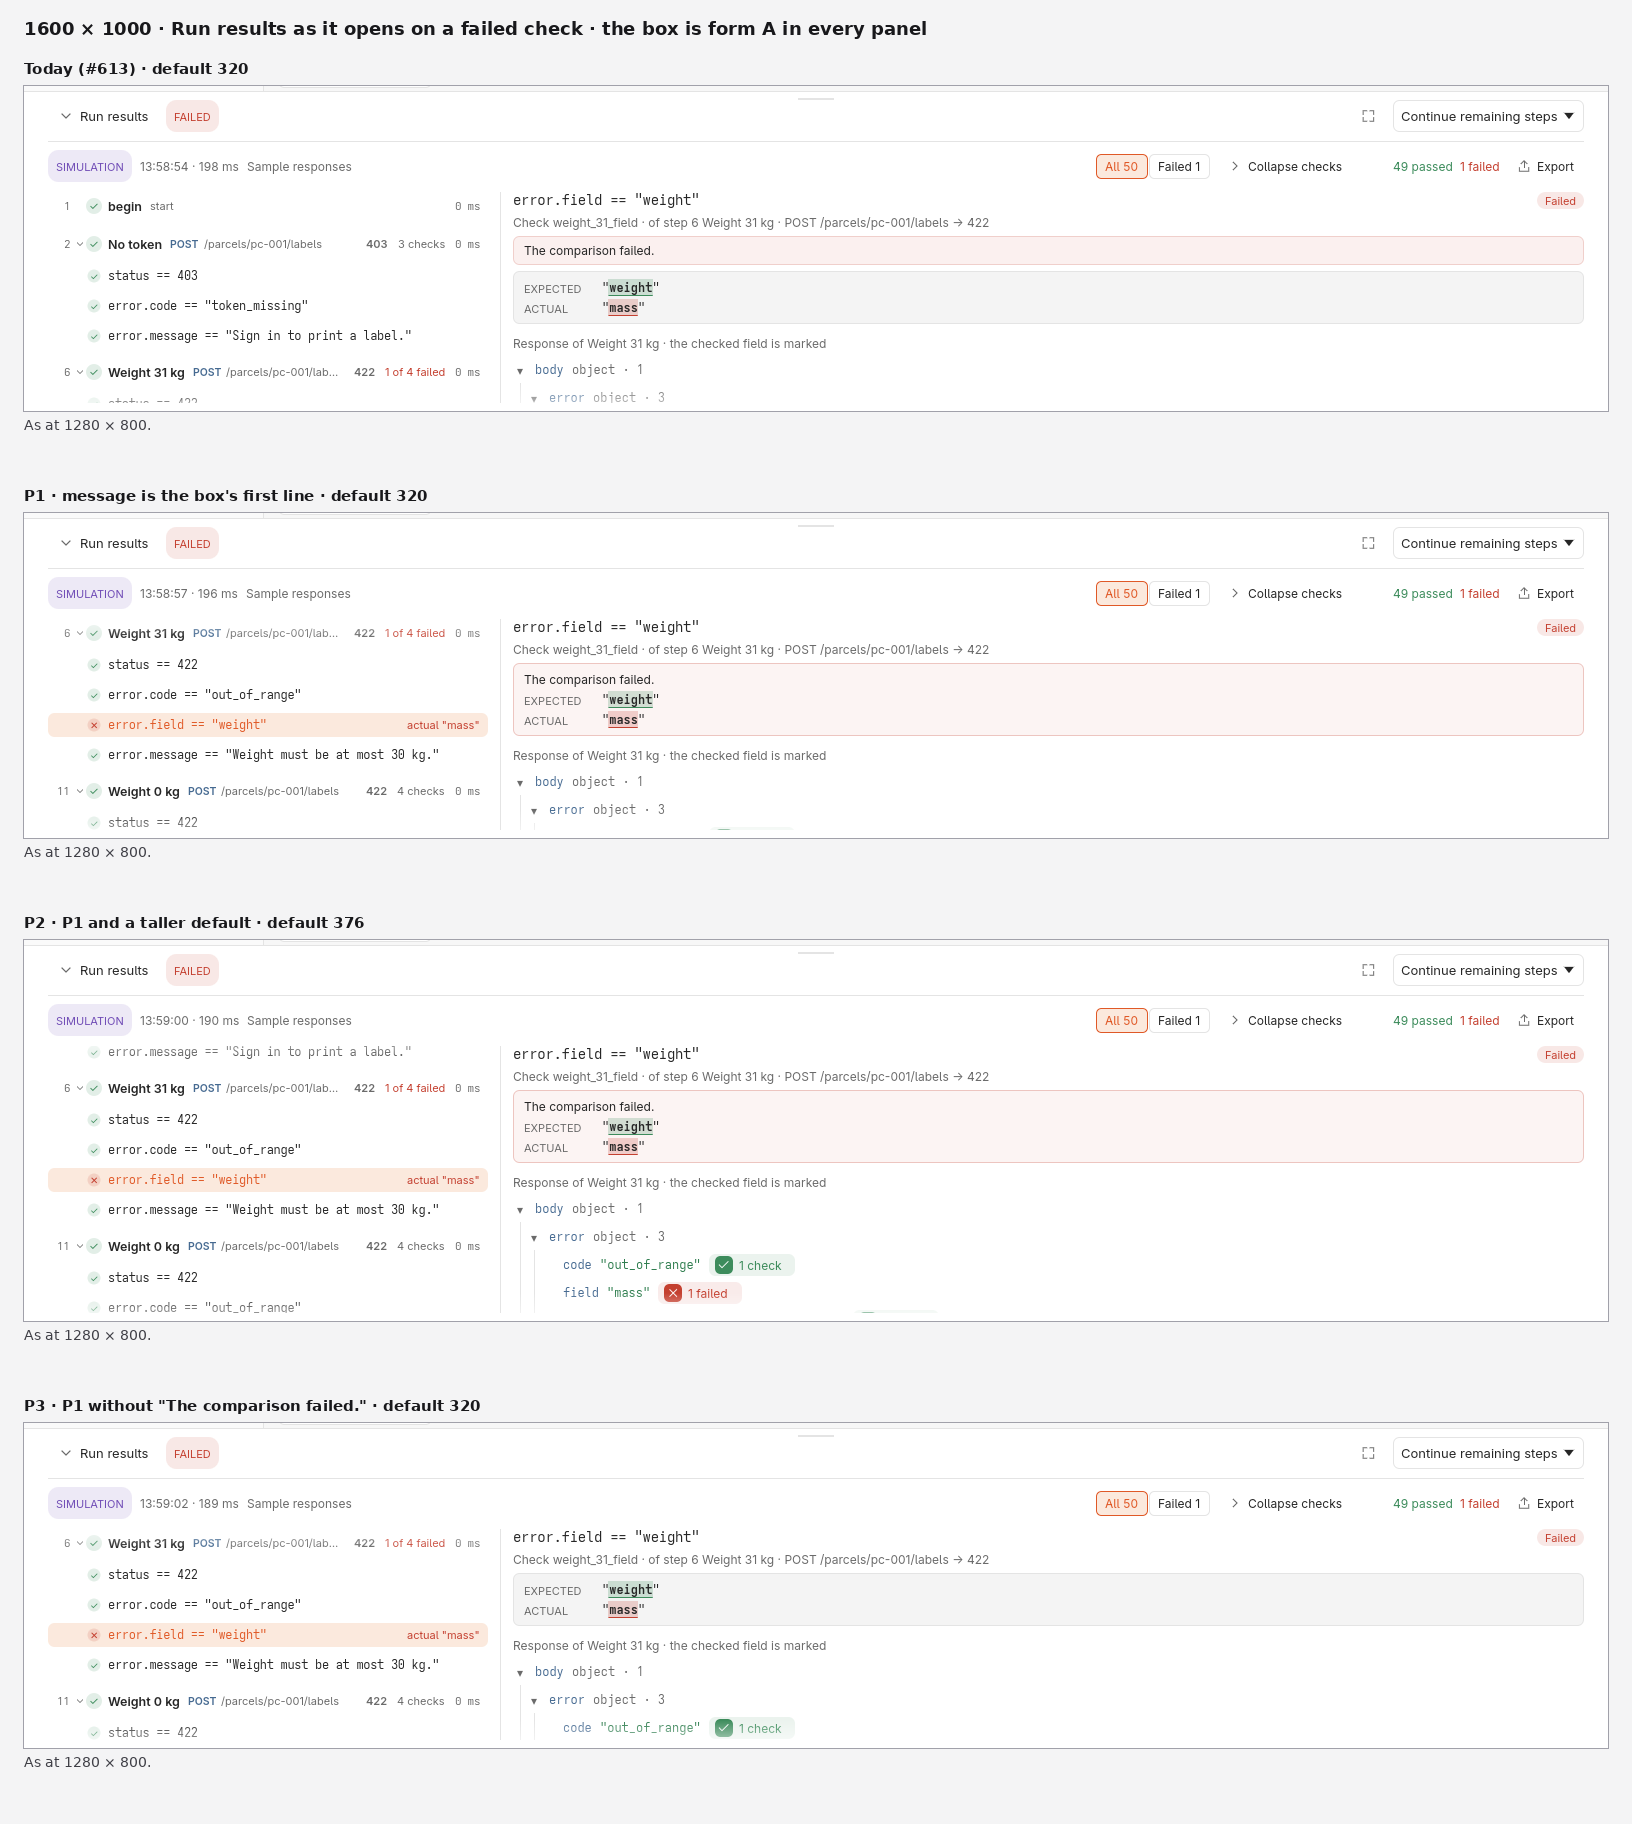 1600 × 1000 · Run results as it opens on a failed check · the box is form A in every panel
Today (#613) · default 320
Run results FAILED Continue remaining steps
SIMULATION 13:58:54 · 198 ms Sample responses All 50 Failed 1 Collapse checks 49 passed 1 failed Export
1 begin start 0 ms
2 No token POST /parcels/pc-001/labels 403 3 checks 0 ms
status == 403
error.code == "token_missing"
error.message == "Sign in to print a label."
6 Weight 31 kg POST /parcels/pc-001/lab... 422 1 of 4 failed 0 ms
status == 422
error.field == "weight" Failed
Check weight_31_field · of step 6 Weight 31 kg · POST /parcels/pc-001/labels → 422
The comparison failed.
EXPECTED "weight"
ACTUAL "mass"
Response of Weight 31 kg · the checked field is marked
body object · 1
error object · 3
As at 1280 × 800.
P1 · message is the box's first line · default 320
Run results FAILED Continue remaining steps
SIMULATION 13:58:57 · 196 ms Sample responses All 50 Failed 1 Collapse checks 49 passed 1 failed Export
6 Weight 31 kg POST /parcels/pc-001/lab... 422 1 of 4 failed 0 ms
status == 422
error.code == "out_of_range"
error.field == "weight" actual "mass"
error.message == "Weight must be at most 30 kg."
11 Weight 0 kg POST /parcels/pc-001/labels 422 4 checks 0 ms
status == 422
error.field == "weight" Failed
Check weight_31_field · of step 6 Weight 31 kg · POST /parcels/pc-001/labels → 422
The comparison failed.
EXPECTED "weight"
ACTUAL "mass"
Response of Weight 31 kg · the checked field is marked
body object · 1
error object · 3
As at 1280 × 800.
P2 · P1 and a taller default · default 376
Run results FAILED Continue remaining steps
SIMULATION 13:59:00 · 190 ms Sample responses All 50 Failed 1 Collapse checks 49 passed 1 failed Export
error.message == "Sign in to print a label."
6 Weight 31 kg POST /parcels/pc-001/lab... 422 1 of 4 failed 0 ms
status == 422
error.code == "out_of_range"
error.field == "weight" actual "mass"
error.message == "Weight must be at most 30 kg."
11 Weight 0 kg POST /parcels/pc-001/labels 422 4 checks 0 ms
status == 422
error.code == "out_of_range"
error.field == "weight" Failed
Check weight_31_field · of step 6 Weight 31 kg · POST /parcels/pc-001/labels → 422
The comparison failed.
EXPECTED "weight"
ACTUAL "mass"
Response of Weight 31 kg · the checked field is marked
body object · 1
error object · 3
code "out_of_range" 1 check
field "mass" 1 failed
As at 1280 × 800.
P3 · P1 without "The comparison failed." · default 320
Run results FAILED Continue remaining steps
SIMULATION 13:59:02 · 189 ms Sample responses All 50 Failed 1 Collapse checks 49 passed 1 failed Export
6 Weight 31 kg POST /parcels/pc-001/lab... 422 1 of 4 failed 0 ms
status == 422
error.code == "out_of_range"
error.field == "weight" actual "mass"
error.message == "Weight must be at most 30 kg."
11 Weight 0 kg POST /parcels/pc-001/labels 422 4 checks 0 ms
status == 422
error.field == "weight" Failed
Check weight_31_field · of step 6 Weight 31 kg · POST /parcels/pc-001/labels → 422
EXPECTED "weight"
ACTUAL "mass"
Response of Weight 31 kg · the checked field is marked
body object · 1
error object · 3
code "out_of_range" 1 check
As at 1280 × 800.